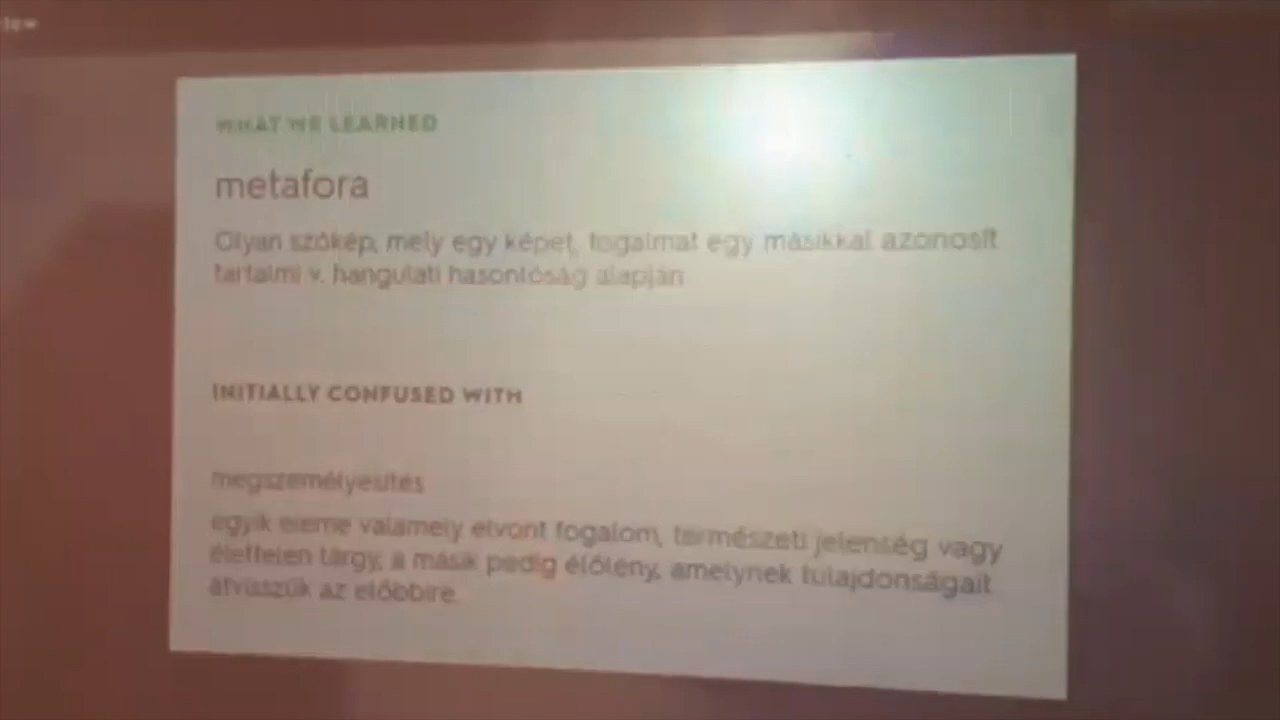 WHAT WE LEARNED
metafora
Olyan szókép, mely egy képet, fogalmat egy másikkal azonosít
tartalmi v. hangulati hasonlóság alapján
INITIALLY CONFUSED WITH
megszemélyesítés
egyik eleme valamely elvont fogalom, természeti jelenség vagy
élettelen tárgy, a másik pedig élőlény, amelynek tulajdonságait
átvisszük az előbbire.